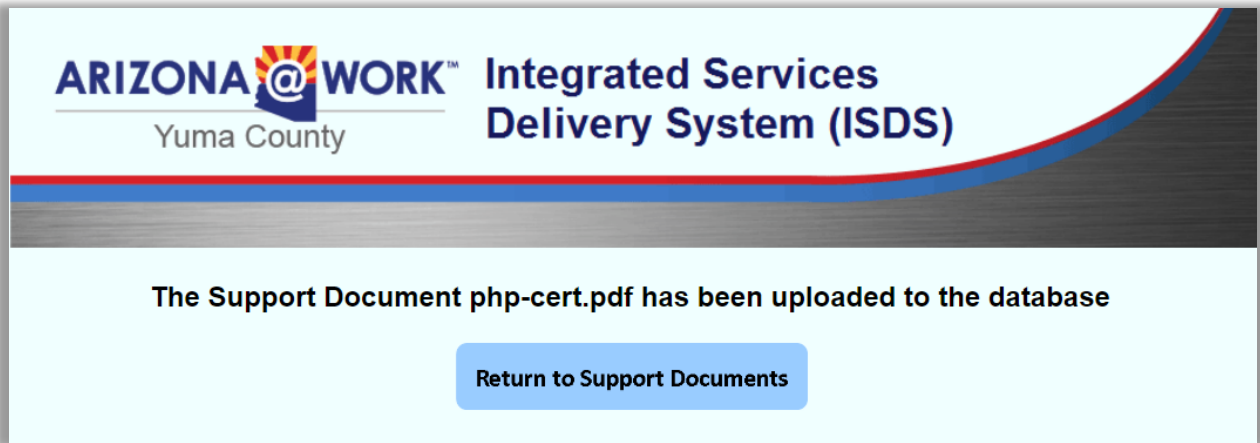 ARIZONA@WORK™
Yuma County
Integrated Services
Delivery System (ISDS)
The Support Document php-cert.pdf has been uploaded to the database
Return to Support Documents